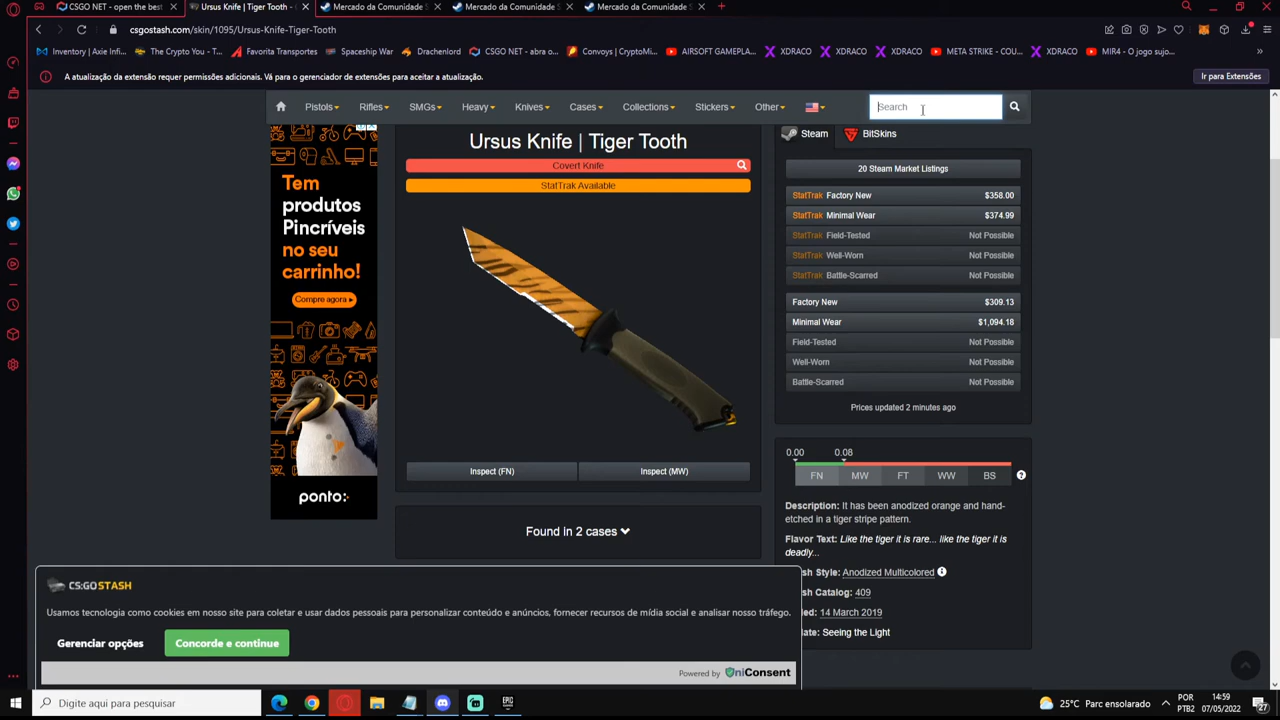 CSGO NET - open the best
Ursus Knife | Tiger Tooth -
Mercado da Comunidade S
Mercado da Comunidade S
Mercado da Comunidade S
csgostash.com/skin/1095/Ursus-Knife-Tiger-Tooth
Inventory | Axie Infi...
The Crypto You - T...
Favorita Transportes
Spaceship War
Drachenlord
CSGO NET - abra o...
Convoys | CryptoMi...
AIRSOFT GAMEPLA...
XDRACO
XDRACO
XDRACO
META STRIKE - COU...
XDRACO
MIR4 - O jogo sujo...
A atualização da extensão requer permissões adicionais. Vá para o gerenciador de extensões para aceitar a atualização.
Ir para Extensões
Pistols
Rifles
SMGs
Heavy
Knives
Cases
Collections
Stickers
Other
Search
Tem
produtos
Pincríveis
no seu
carrinho!
Compre agora
ponto:
Ursus Knife | Tiger Tooth
Covert Knife
StatTrak Available
Inspect (FN)
Inspect (MW)
Found in 2 cases
Steam
BitSkins
20 Steam Market Listings
StatTrak Factory New $358.00
StatTrak Minimal Wear $374.99
StatTrak Field-Tested Not Possible
StatTrak Well-Worn Not Possible
StatTrak Battle-Scarred Not Possible
Factory New $309.13
Minimal Wear $1,094.18
Field-Tested Not Possible
Well-Worn Not Possible
Battle-Scarred Not Possible
Prices updated 2 minutes ago
0.00 0.08
FN MW FT WW BS
Description: It has been anodized orange and hand-
etched in a tiger stripe pattern.
Flavor Text: Like the tiger it is rare... like the tiger it is
deadly...
sh Style: Anodized Multicolored
sh Catalog: 409
led: 14 March 2019
ate: Seeing the Light
CS:GO STASH
Usamos tecnologia como cookies em nosso site para coletar e usar dados pessoais para personalizar conteúdo e anúncios, fornecer recursos de mídia social e analisar nosso tráfego.
Gerenciar opções
Concorde e continue
Powered by UniConsent
Digite aqui para pesquisar
EPIC
25°C Parc ensolarado
POR
PTB2
14:59
07/05/2022
27